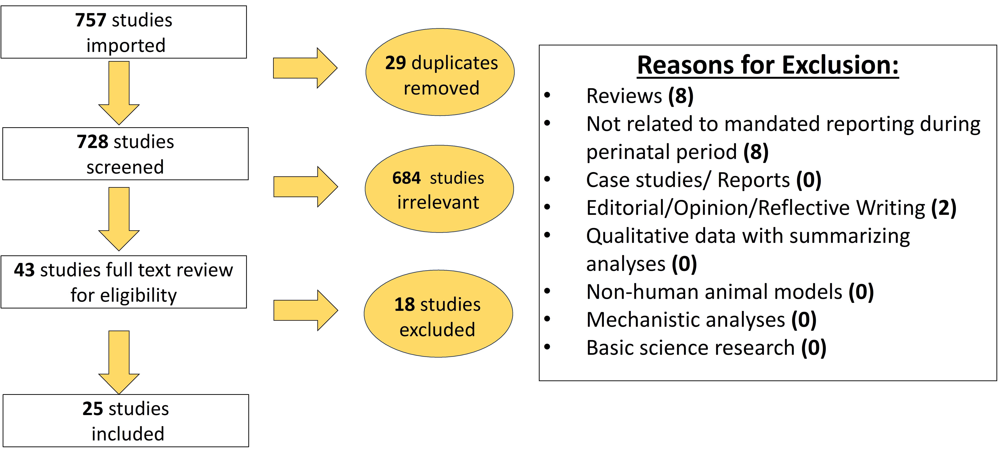 757 studies
imported
29 duplicates
removed
728 studies
screened
684 studies
irrelevant
43 studies full text review
for eligibility
18 studies
excluded
25 studies
included
Reasons for Exclusion:
• Reviews (8)
• Not related to mandated reporting during
perinatal period (8)
• Case studies/ Reports (0)
• Editorial/Opinion/Reflective Writing (2)
• Qualitative data with summarizing
analyses (0)
• Non-human animal models (0)
• Mechanistic analyses (0)
• Basic science research (0)